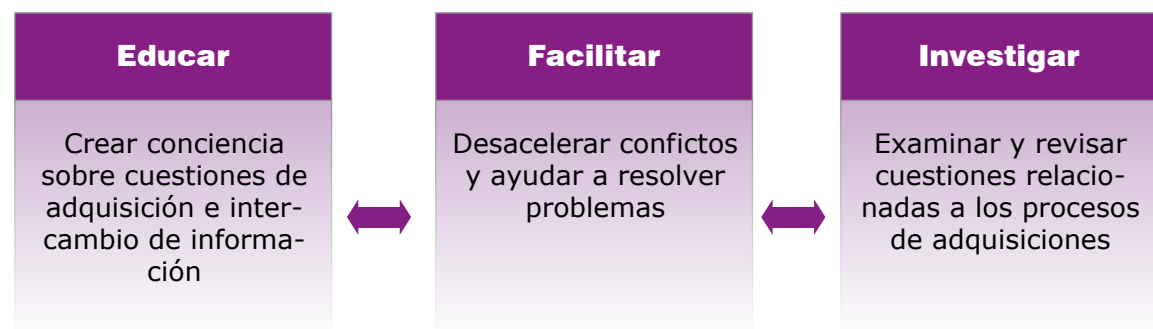 Educar
Crear conciencia
sobre cuestiones de
adquisición e inter-
cambio de informa-
ción
Facilitar
Desacelerar confictos
y ayudar a resolver
problemas
Investigar
Examinar y revisar
cuestiones relacio-
nadas a los procesos
de adquisiciones